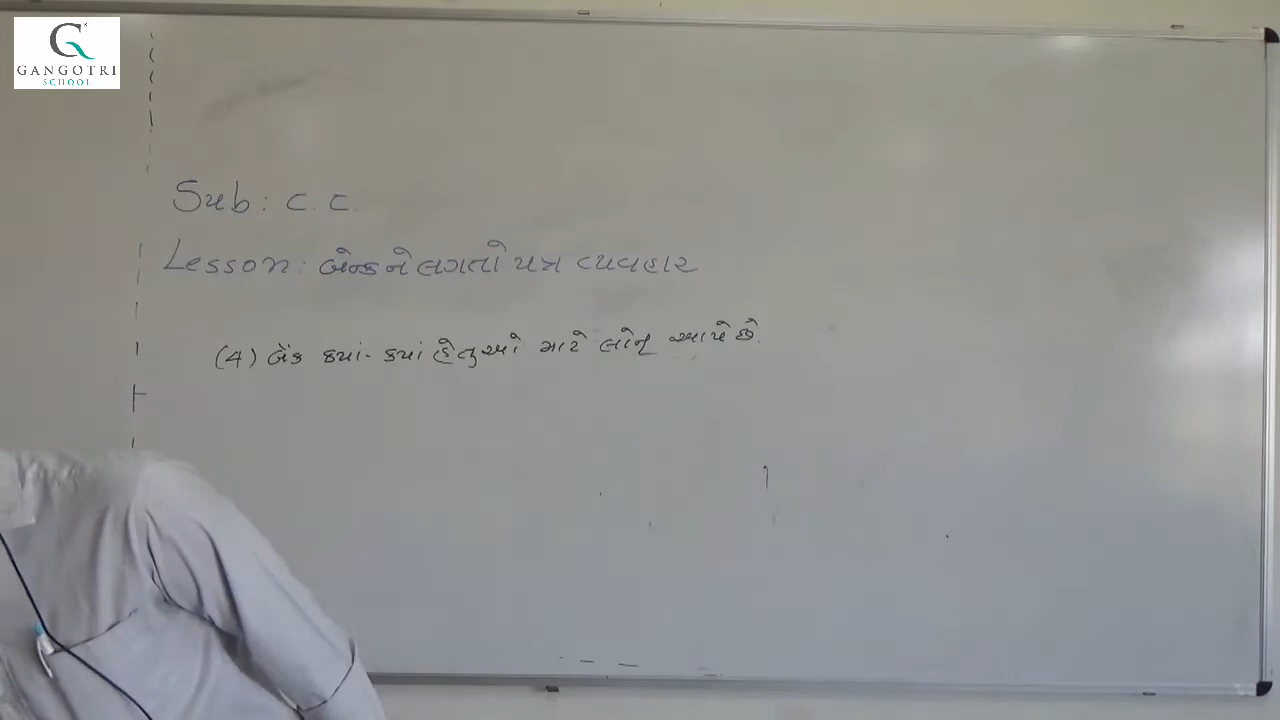 GANGOTRI
SCHOOL
Sub: C.C.
Lesson: બેન્કને લગતો પત્ર વ્યવહાર
(4) બેંક કયાં-કયાં હેતુઓ માટે લોન આપે છે.